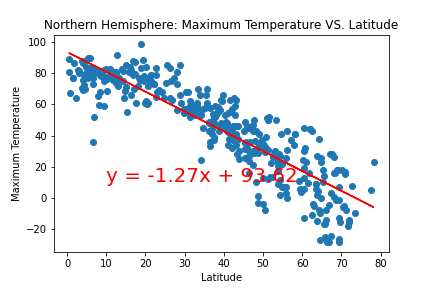 Northern Hemisphere: Maximum Temperature VS. Latitude
100
80
60
40
20
0
−20
Maximum Temperature
y = -1.27x + 93.62
0 10 20 30 40 50 60 70 80
Latitude